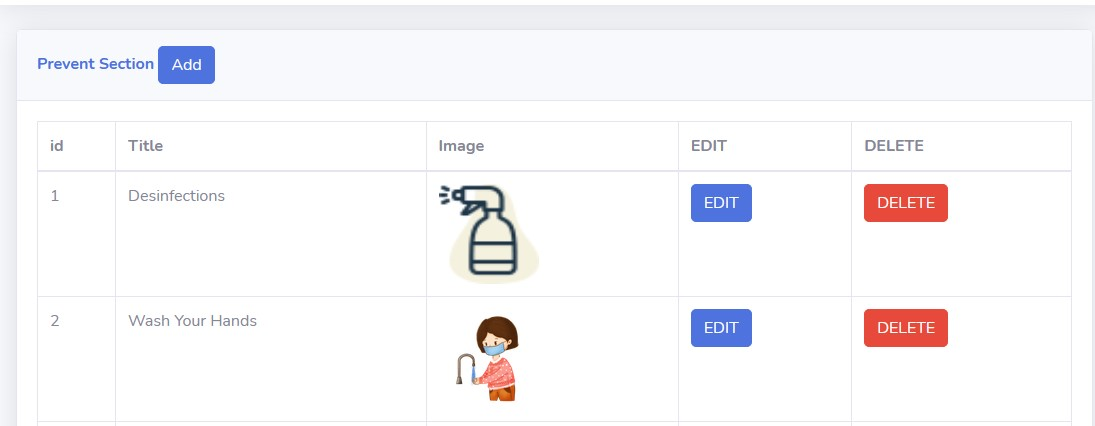 Prevent Section Add
id Title Image EDIT DELETE
1 Desinfections EDIT DELETE
2 Wash Your Hands EDIT DELETE